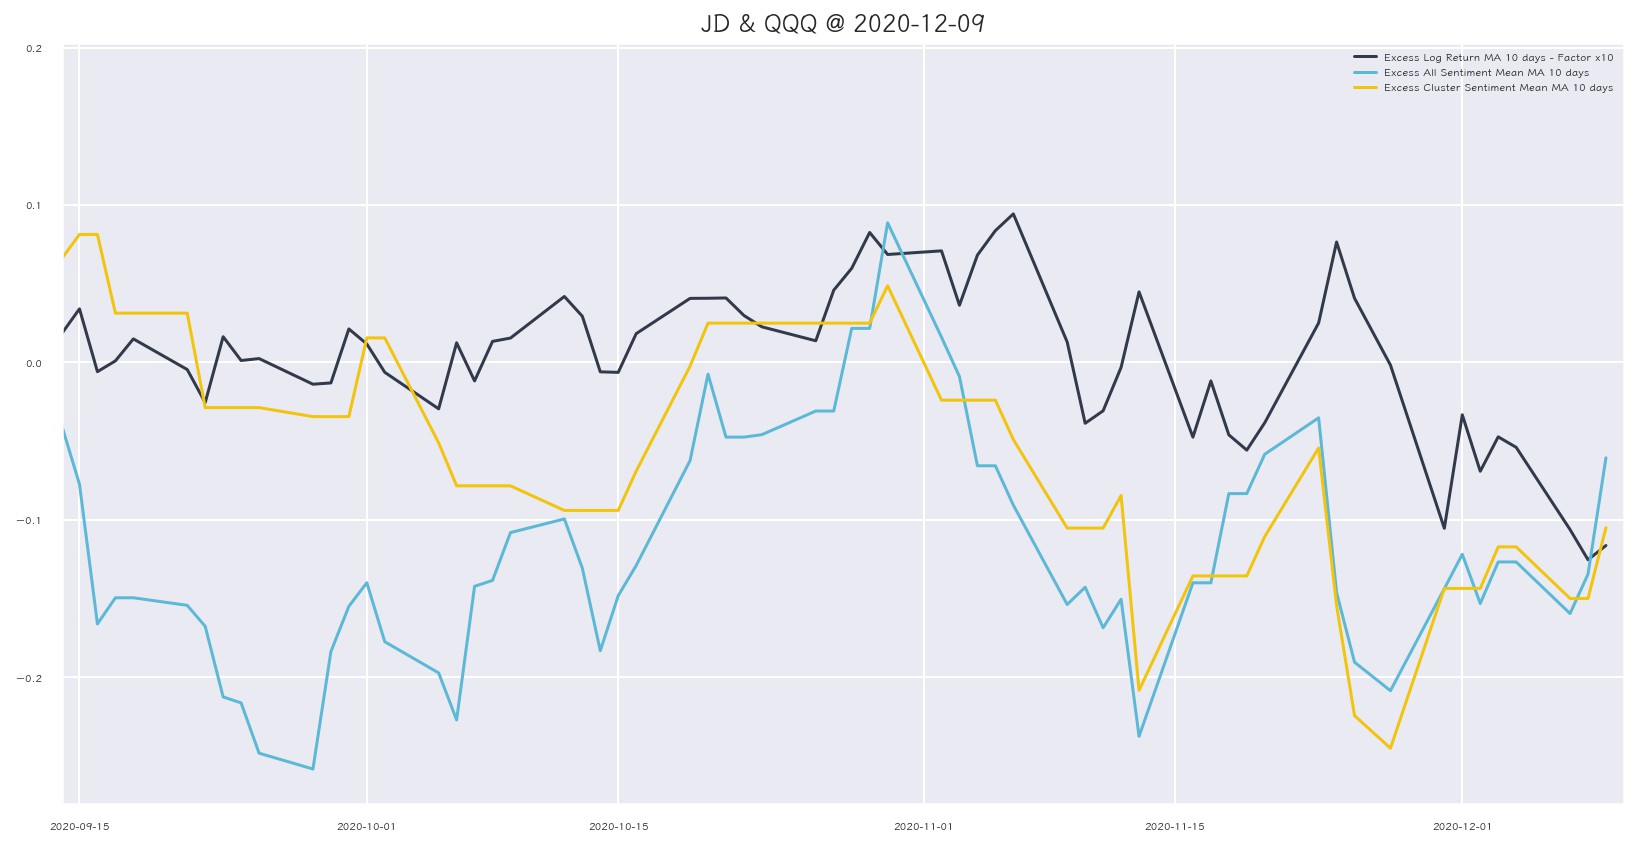 JD & QQQ @ 2020-12-09
Excess Log Return MA 10 days - Factor x10
Excess All Sentiment Mean MA 10 days
Excess Cluster Sentiment Mean MA 10 days
0.2
0.1
0.0
−0.1
−0.2
2020-09-15
2020-10-01
2020-10-15
2020-11-01
2020-11-15
2020-12-01